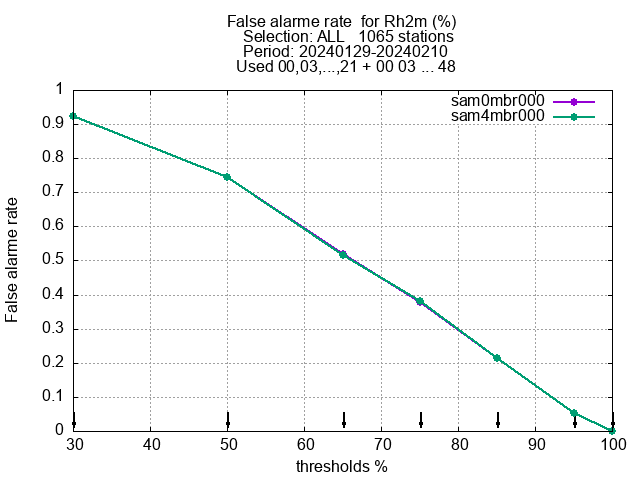 False alarme rate  for Rh2m (%)
Selection: ALL   1065 stations
Period: 20240129-20240210
Used 00,03,...,21 + 00 03 ... 48
sam0mbr000
sam4mbr000
1
0.9
0.8
0.7
0.6
0.5
0.4
0.3
0.2
0.1
0
False alarme rate
30 40 50 60 70 80 90 100
thresholds %